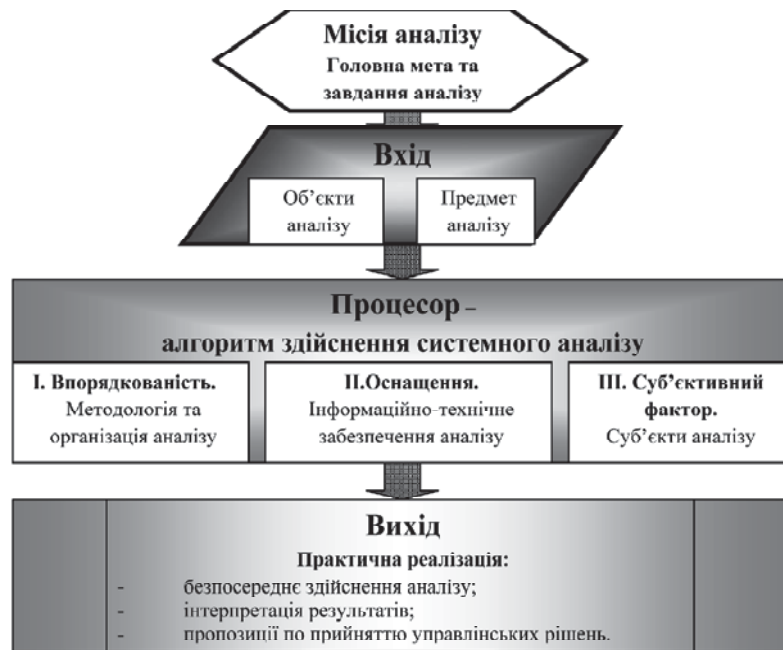 Місія аналізу
Головна мета та
завдання аналізу
Вхід
Об’єкти
аналізу
Предмет
аналізу
Процесор –
алгоритм здійснення системного аналізу
І. Впорядкованість.
Методологія та
організація аналізу
ІІ.Оснащення.
Інформаційно-технічне
забезпечення аналізу
ІІІ. Суб’єктивний
фактор.
Суб’єкти аналізу
Вихід
Практична реалізація:
- безпосереднє здійснення аналізу;
- інтерпретація результатів;
- пропозиції по прийняттю управлінських рішень.